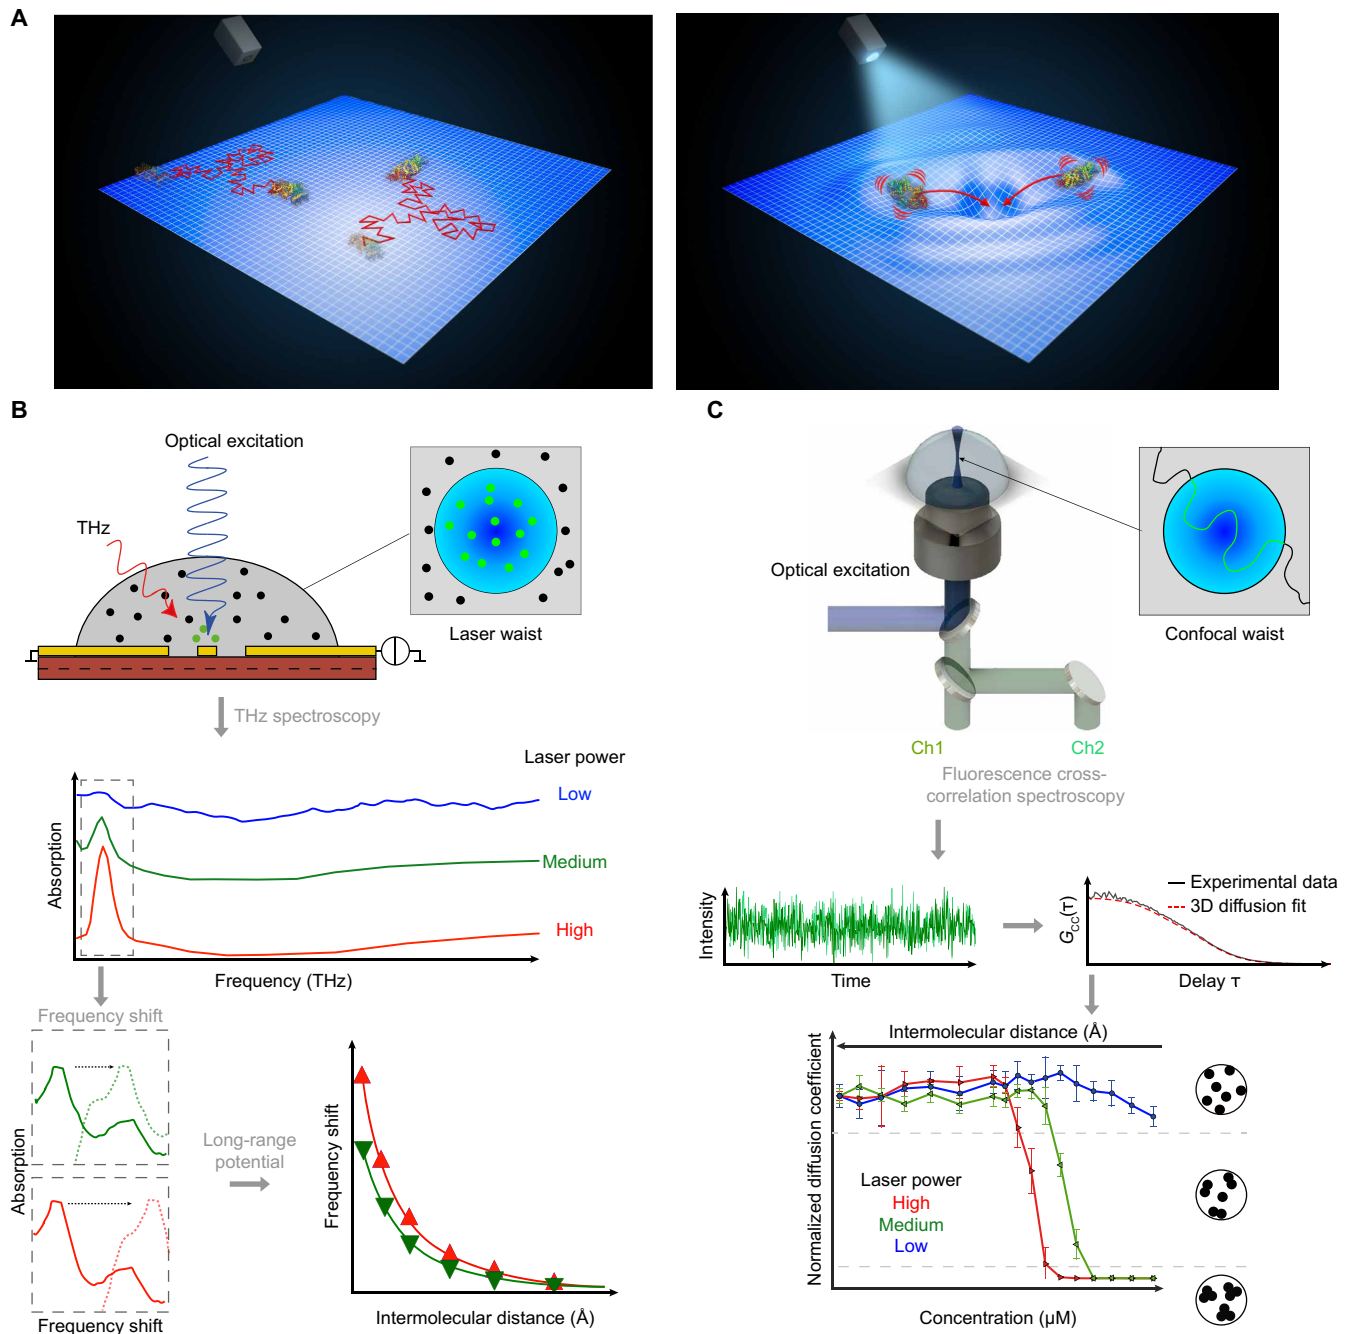 A
B
Optical excitation
THz
Laser waist
THz spectroscopy
Laser power
Low
Medium
High
Absorption
Frequency (THz)
Frequency shift
Absorption
Frequency shift
Long-range
potential
Frequency shift
Intermolecular distance (Å)
C
Optical excitation
Confocal waist
Ch1
Ch2
Fluorescence cross-
correlation spectroscopy
Intensity
Time
Experimental data
3D diffusion fit
GCC(τ)
Delay τ
Intermolecular distance (Å)
Normalized diffusion coefficient
Laser power
High
Medium
Low
Concentration (μM)